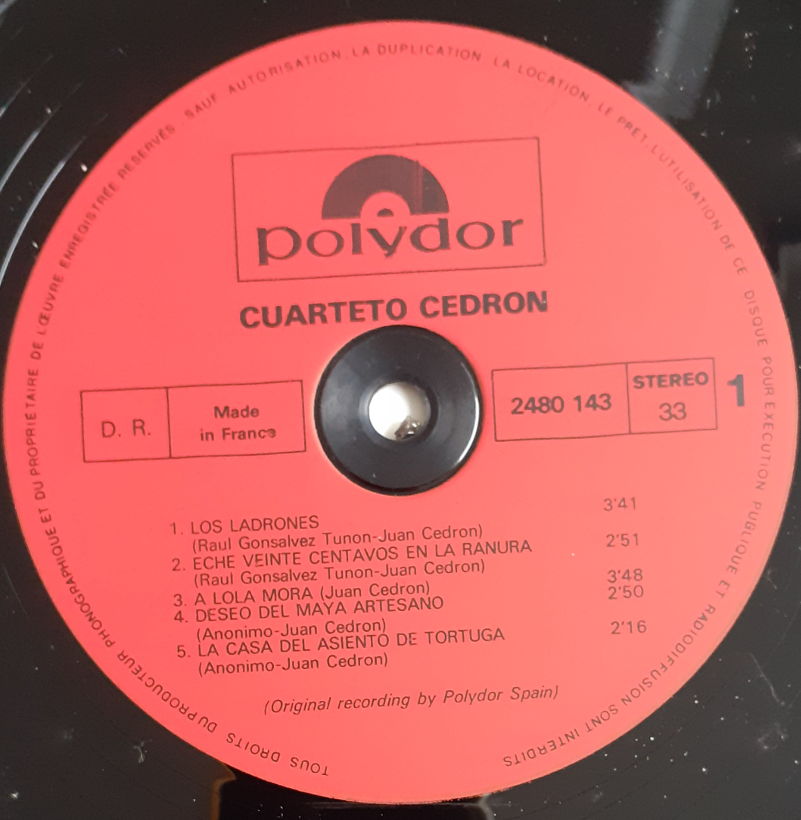 TOUS DROITS DU PRODUCTEUR PHONOGRAPHIQUE ET DU PROPRIÉTAIRE DE L'ŒUVRE ENREGISTRÉE RÉSERVÉS . SAUF AUTORISATION, LA DUPLICATION, LA LOCATION, LE PRET, L'UTILISATION DE CE DISQUE POUR EXECUTION PUBLIQUE ET RADIODIFFUSION SONT INTERDITS
polydor
CUARTETO CEDRON
D. R.
Made
in France
2480 143
STEREO
33
1
1. LOS LADRONES 3'41
(Raul Gonsalvez Tunon-Juan Cedron)
2. ECHE VEINTE CENTAVOS EN LA RANURA 2'51
(Raul Gonsalvez Tunon-Juan Cedron)
3. A LOLA MORA (Juan Cedron) 3'48
4. DESEO DEL MAYA ARTESANO 2'50
(Anonimo-Juan Cedron)
5. LA CASA DEL ASIENTO DE TORTUGA 2'16
(Anonimo-Juan Cedron)
(Original recording by Polydor Spain)